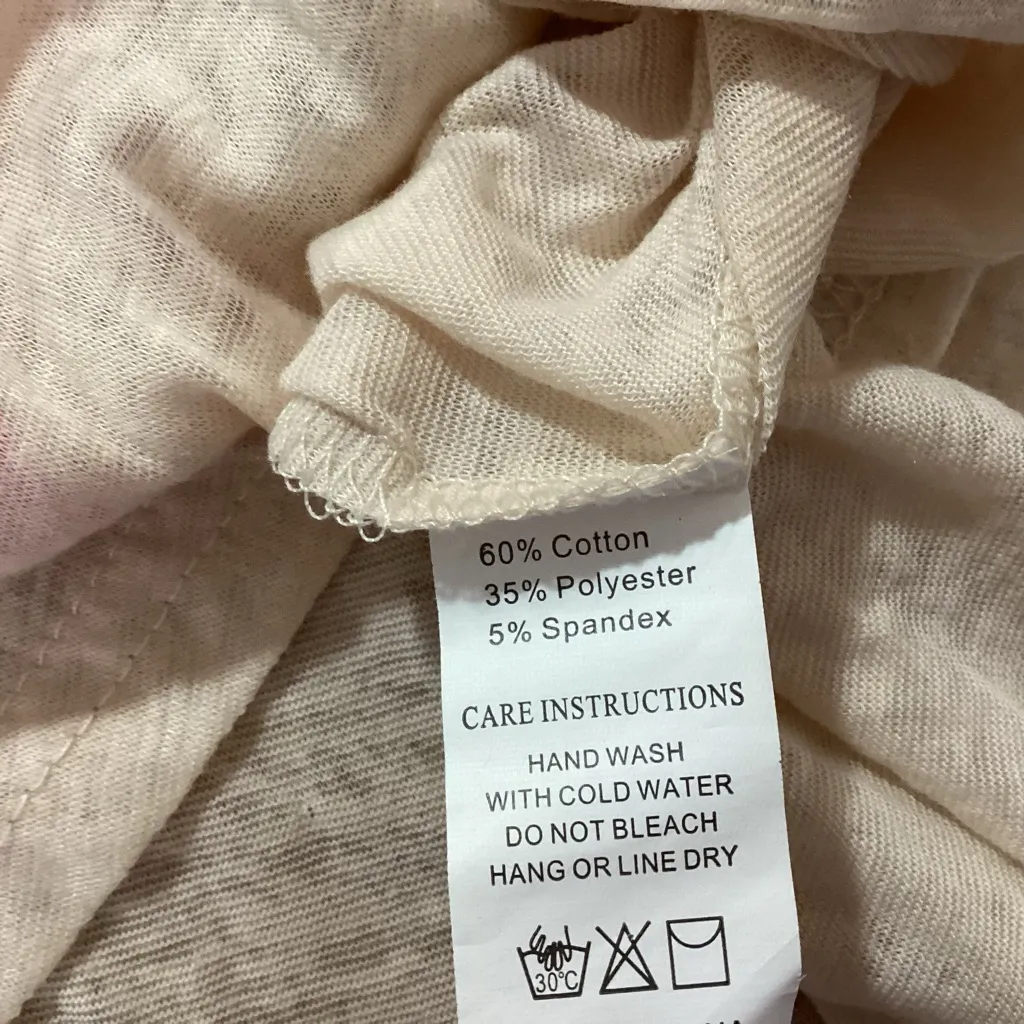 60% Cotton
35% Polyester
5% Spandex
CARE INSTRUCTIONS
HAND WASH
WITH COLD WATER
DO NOT BLEACH
HANG OR LINE DRY
30°C